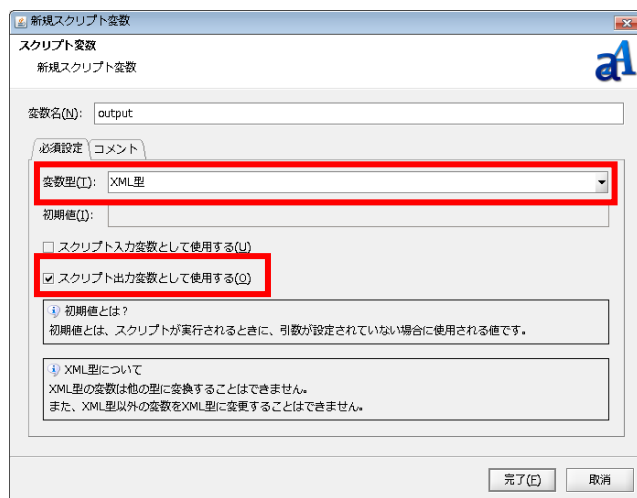 新規スクリプト変数
スクリプト変数
新規スクリプト変数
変数名(N): output
必須設定 コメント
変数型(T): XML型
初期値(I):
スクリプト入力変数として使用する(U)
スクリプト出力変数として使用する(O)
初期値とは?
初期値とは、スクリプトが実行されるときに、引数が設定されていない場合に使用される値です。
XML型について
XML型の変数は他の型に変換することはできません。
また、XML型以外の変数をXML型に変更することはできません。
完了(F) 取消